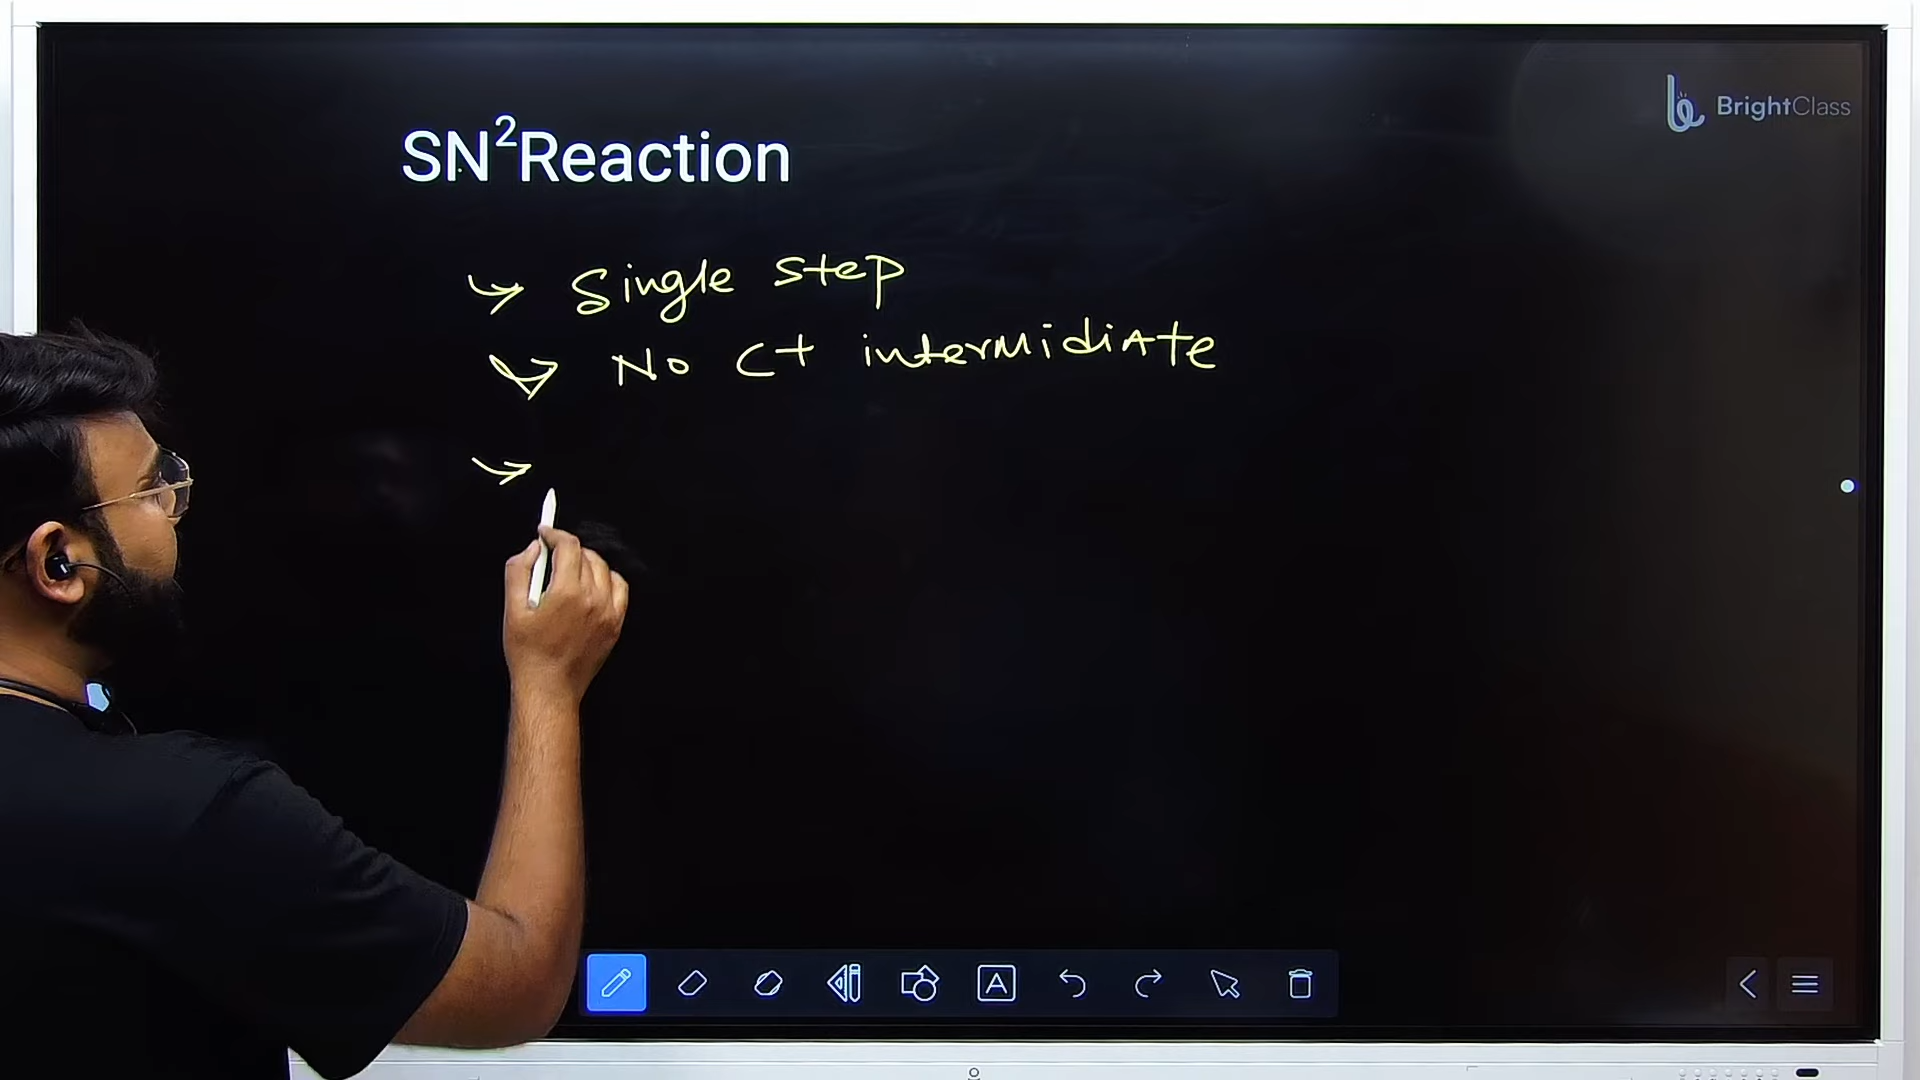 BrightClass
SN²Reaction
Single step
No C+ intermidiate
A